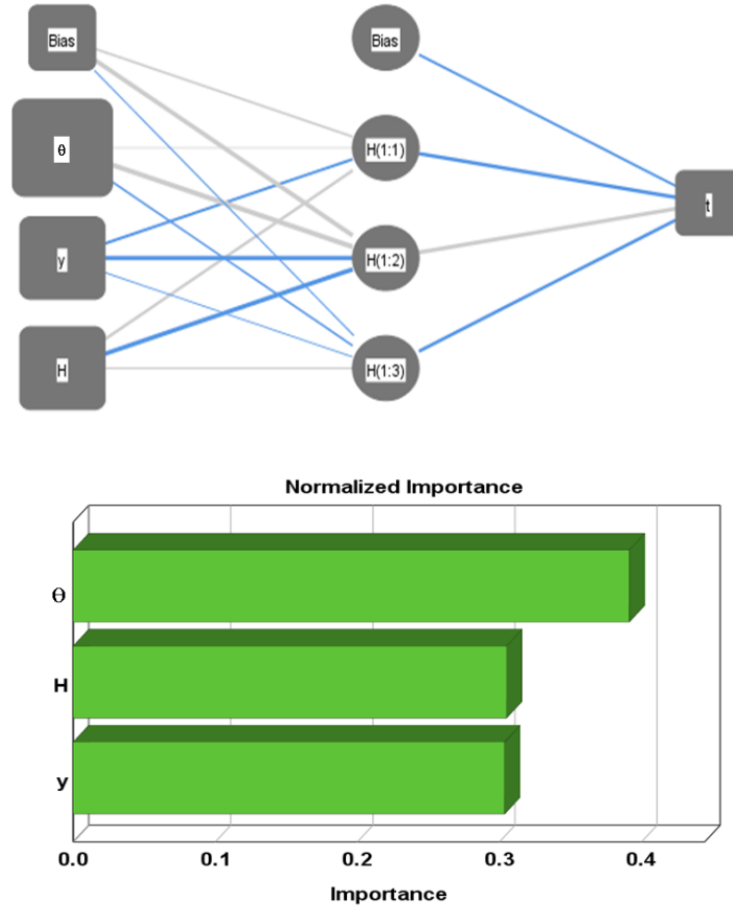 Bias
Bias
θ
H(1:1)
t
y
H(1:2)
H
H(1:3)
Normalized Importance
θ
H
y
0.0 0.1 0.2 0.3 0.4
Importance